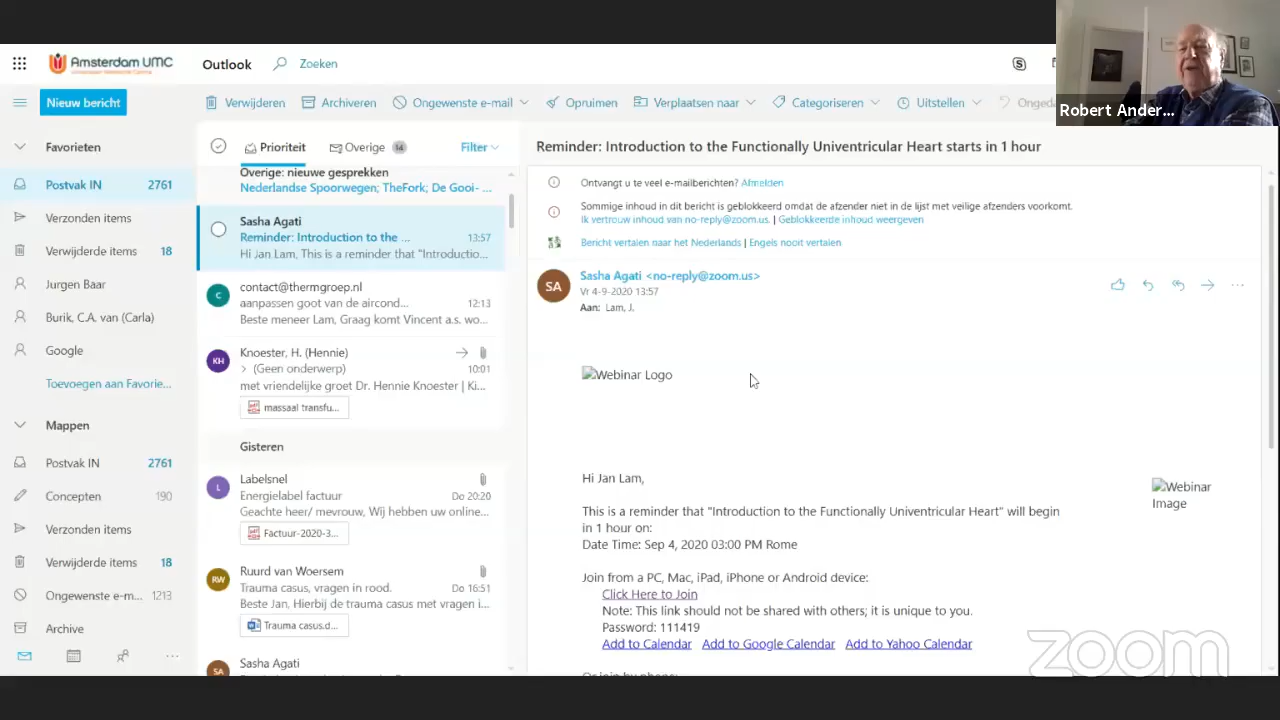 Amsterdam UMC
Outlook
Zoeken
Robert Ander...
Nieuw bericht
Verwijderen
Archiveren
Ongewenste e-mail
Opruimen
Verplaatsen naar
Categoriseren
Uitstellen
Ongeda
Favorieten
Postvak IN 2761
Verzonden items
Verwijderde items 18
Jurgen Baar
Burik, C.A. van (Carla)
Google
Toevoegen aan Favorie...
Mappen
Postvak IN 2761
Concepten 190
Verzonden items
Verwijderde items 18
Ongewenste e-m... 1213
Archive
Prioriteit
Overige 14
Filter
Overige: nieuwe gesprekken
Nederlandse Spoorwegen; TheFork; De Gooi- ...
Sasha Agati
Reminder: Introduction to the ... 13:57
Hi Jan Lam, This is a reminder that "Introductio...
C
contact@thermgroep.nl
aanpassen goot van de aircond... 12:13
Beste meneer Lam, Graag komt Vincent a.s. wo...
KH
Knoester, H. (Hennie)
> (Geen onderwerp) 10:01
met vriendelijke groet Dr. Hennie Knoester | Ki...
massaal transfu...
Gisteren
L
Labelsnel
Energielabel factuur Do 20:20
Geachte heer/ mevrouw, Wij hebben uw online...
Factuur-2020-3...
RW
Ruurd van Woersem
Trauma casus, vragen in rood. Do 16:51
Beste Jan, Hierbij de trauma casus met vragen i...
Trauma casus.d...
SA
Sasha Agati
Reminder: Introduction to the Functionally Univentricular Heart starts in 1 hour
Ontvangt u te veel e-mailberichten? Afmelden
Sommige inhoud in dit bericht is geblokkeerd omdat de afzender niet in de lijst met veilige afzenders voorkomt.
Ik vertrouw inhoud van no-reply@zoom.us. | Geblokkeerde inhoud weergeven
Bericht vertalen naar het Nederlands | Engels nooit vertalen
SA
Sasha Agati <no-reply@zoom.us>
Vr 4-9-2020 13:57
Aan: Lam, J.
Webinar Logo
Hi Jan Lam,
Webinar
Image
This is a reminder that "Introduction to the Functionally Univentricular Heart" will begin
in 1 hour on:
Date Time: Sep 4, 2020 03:00 PM Rome
Join from a PC, Mac, iPad, iPhone or Android device:
Click Here to Join
Note: This link should not be shared with others; it is unique to you.
Password: 111419
Add to Calendar Add to Google Calendar Add to Yahoo Calendar
Or join by phone:
zoom